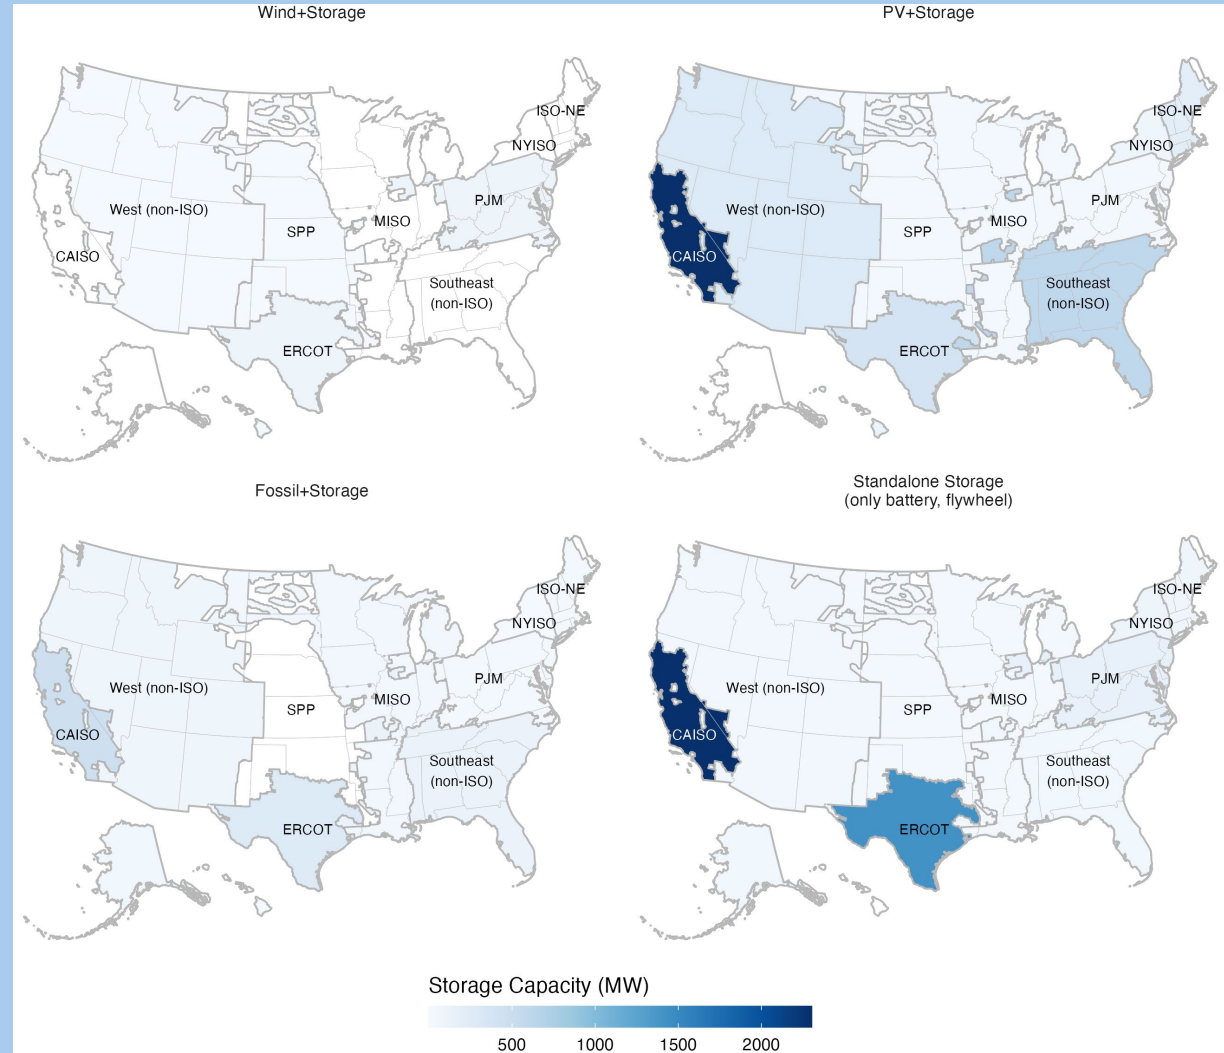 Wind+Storage
ISO-NE
NYISO
PJM
West (non-ISO)
MISO
SPP
CAISO
Southeast
(non-ISO)
ERCOT
PV+Storage
ISO-NE
NYISO
PJM
West (non-ISO)
MISO
SPP
CAISO
Southeast
(non-ISO)
ERCOT
Fossil+Storage
ISO-NE
NYISO
PJM
West (non-ISO)
MISO
SPP
CAISO
Southeast
(non-ISO)
ERCOT
Standalone Storage
(only battery, flywheel)
ISO-NE
NYISO
PJM
West (non-ISO)
MISO
SPP
CAISO
Southeast
(non-ISO)
ERCOT
Storage Capacity (MW)
500 1000 1500 2000